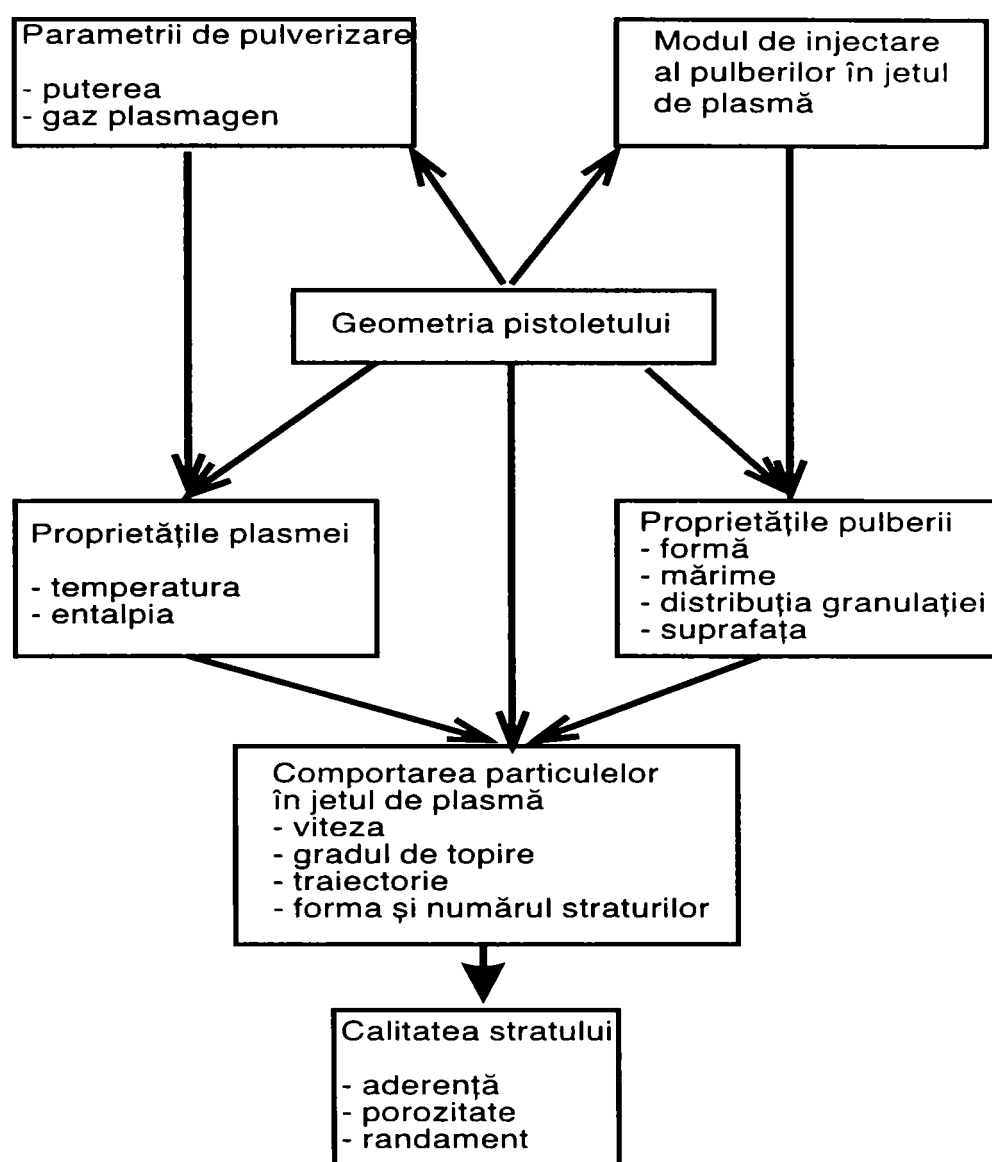 Parametrii de pulverizare
- puterea
- gaz plasmagen
Modul de injectare
al pulberilor în jetul
de plasmă
Geometria pistoletului
Proprietățile plasmei
- temperatura
- entalpia
Proprietățile pulberii
- formă
- mărime
- distribuția granulației
- suprafața
Comportarea particulelor
în jetul de plasmă
- viteza
- gradul de topire
- traiectorie
- forma și numărul straturilor
Calitatea stratului
- aderență
- porozitate
- randament